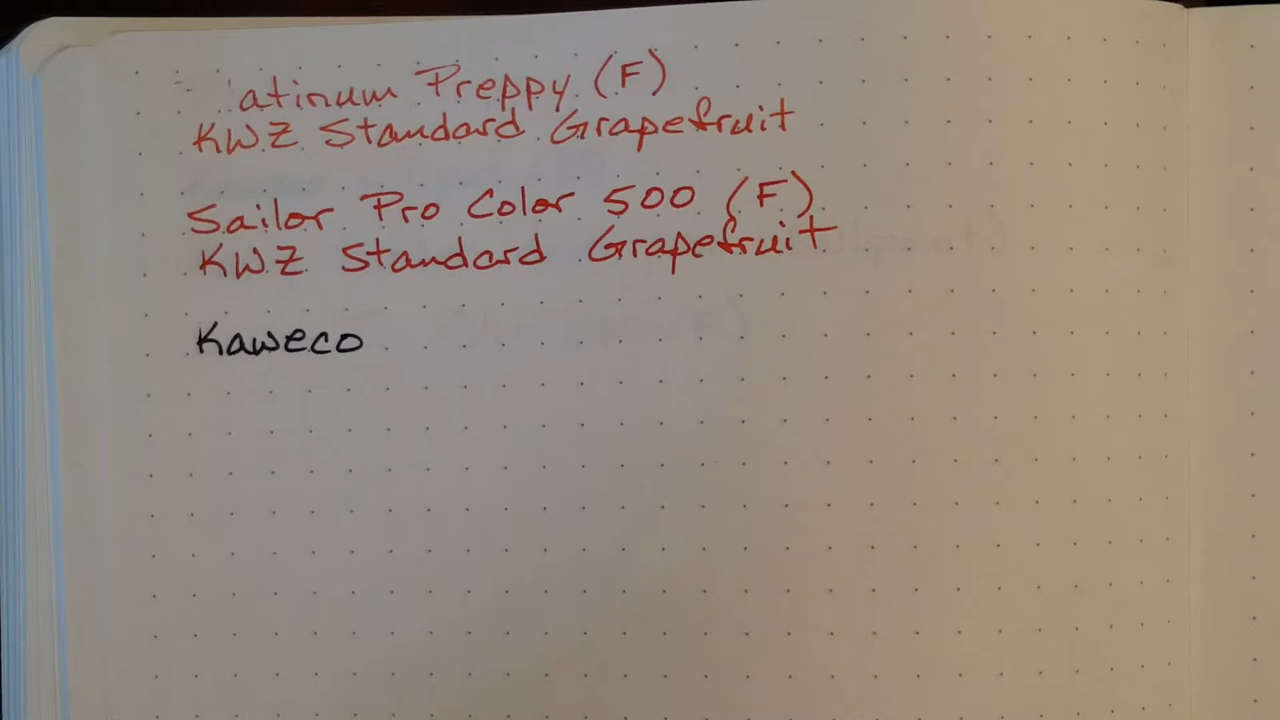 atinum Preppy (F)
KWZ Standard Grapefruit
Sailor Pro Color 500 (F)
KWZ Standard Grapefruit
Kaweco